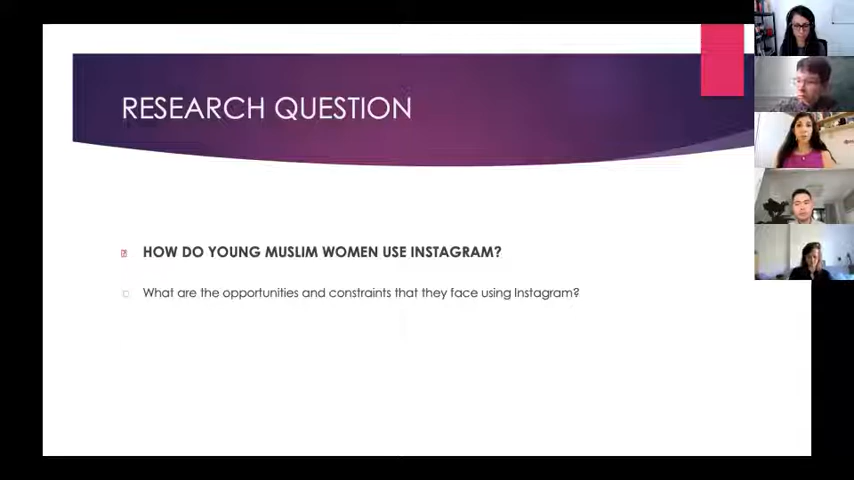 RESEARCH QUESTION
HOW DO YOUNG MUSLIM WOMEN USE INSTAGRAM?
What are the opportunities and constraints that they face using Instagram?